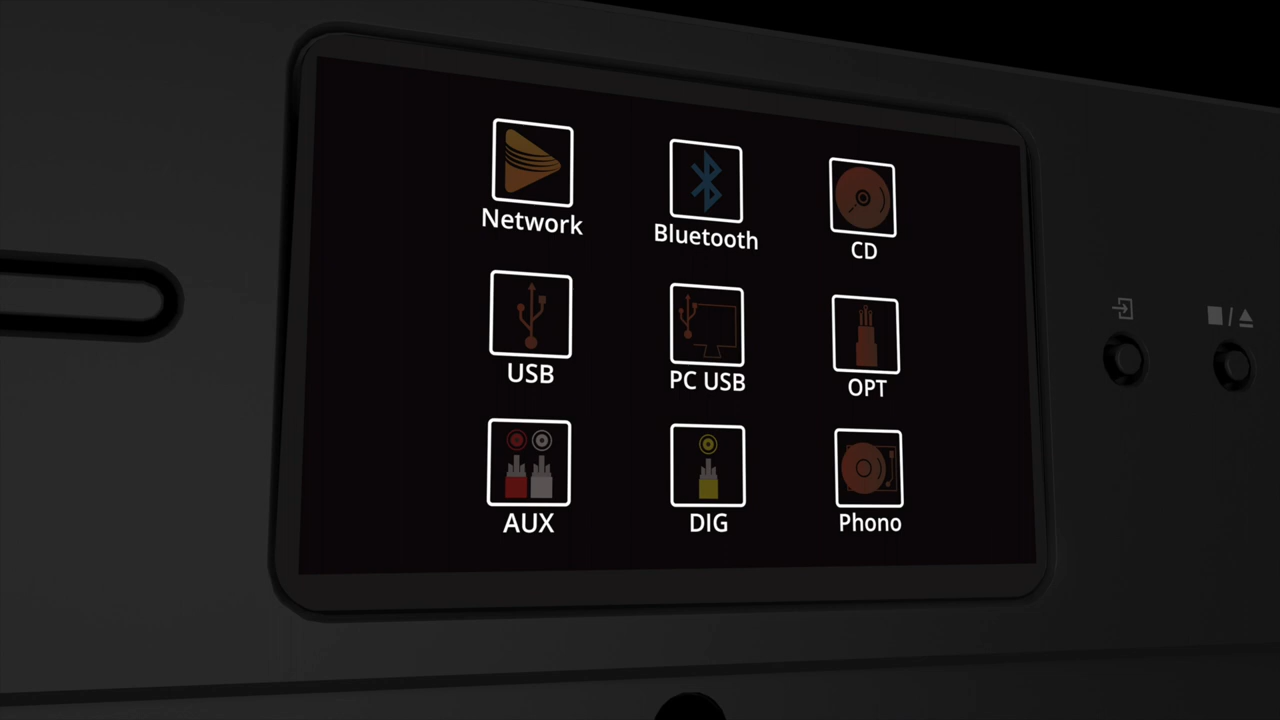 Network
Bluetooth
CD
USB
PC USB
OPT
AUX
DIG
Phono